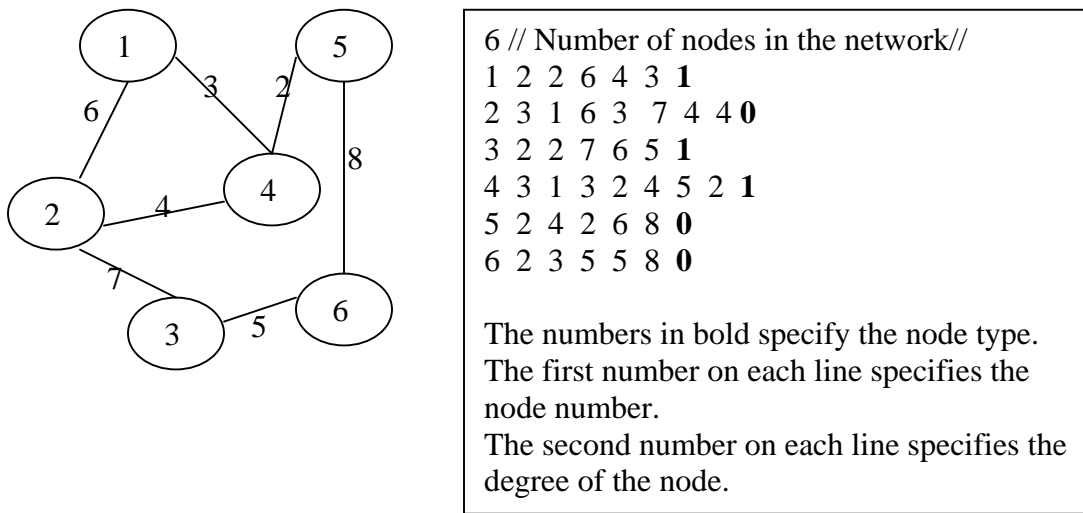 1
5
3
2
6
8
4
2
4
7
6
3
5
6 // Number of nodes in the network//
1 2 2 6 4 3 1
2 3 1 6 3 7 4 4 0
3 2 2 7 6 5 1
4 3 1 3 2 4 5 2 1
5 2 4 2 6 8 0
6 2 3 5 5 8 0
The numbers in bold specify the node type.
The first number on each line specifies the
node number.
The second number on each line specifies the
degree of the node.